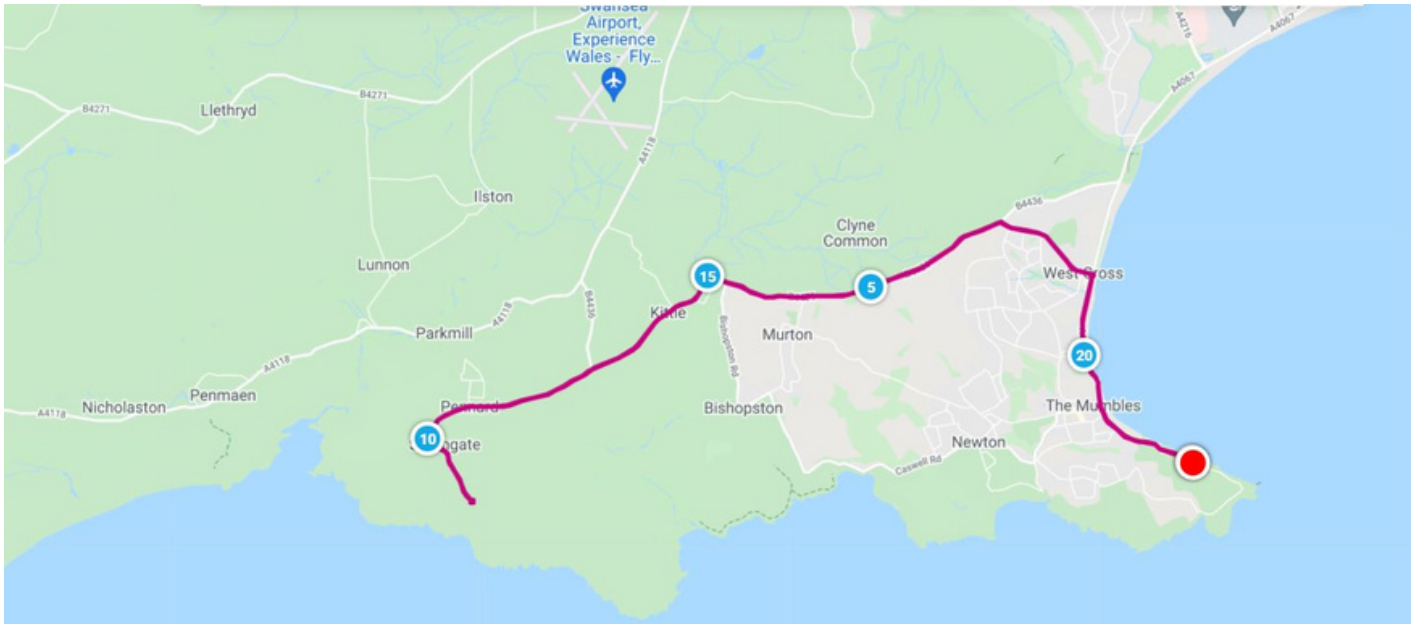 Swansea
Airport,
Experience
Wales - Fly...
A4216
A4067
A4067
B4271
B4271
Llethryd
A4118
Ilston
B4436
Clyne
Common
Lunnon
West Cross
15
5
Kittle
B4436
A4118
Parkmill
Murton
Bishopston Rd
20
A4118
Penmaen
Nicholaston
A4118
Pennard
Bishopston
The Mumbles
10
Newton
Caswell Rd